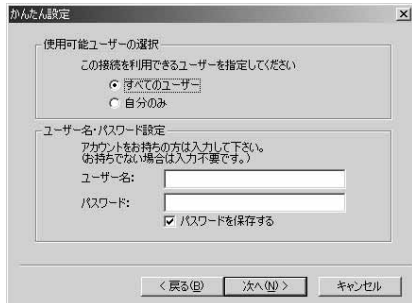 かんたん設定
使用可能ユーザーの選択
この接続を利用できるユーザーを指定してください
すべてのユーザー
自分のみ
ユーザー名・パスワード設定
アカウントをお持ちの方は入力して下さい。
(お持ちでない場合は入力不要です。)
ユーザー名:
パスワード:
パスワードを保存する
< 戻る(B) 次へ(N) > キャンセル